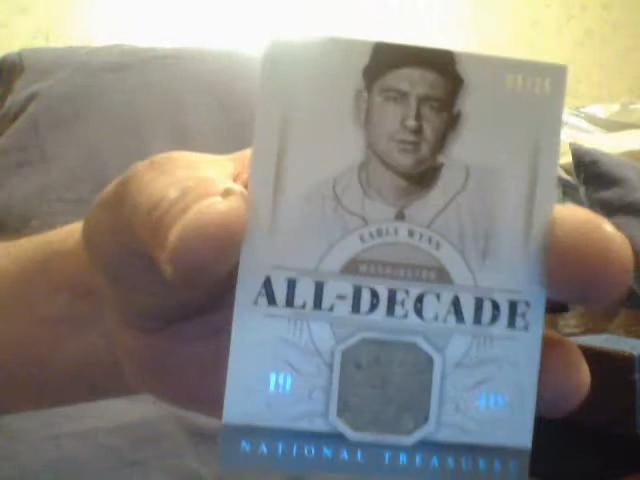 EARLY WYNN
WASHINGTON
ALL-DECADE
19 40s
NATIONAL TREASURES